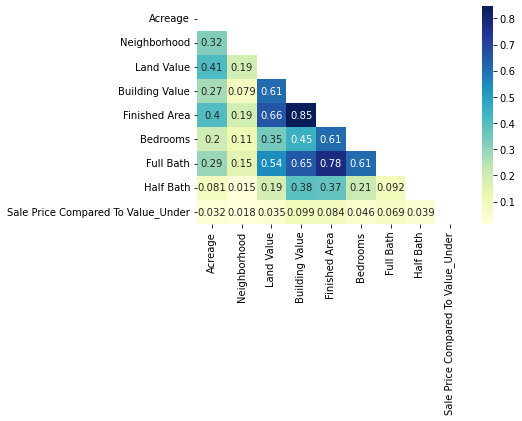 Acreage
Neighborhood 0.32
Land Value 0.41 0.19
Building Value 0.27 0.079 0.61
Finished Area 0.4 0.19 0.66 0.85
Bedrooms 0.2 0.11 0.35 0.45 0.61
Full Bath 0.29 0.15 0.54 0.65 0.78 0.61
Half Bath 0.081 0.015 0.19 0.38 0.37 0.21 0.092
Sale Price Compared To Value_Under 0.032 0.018 0.035 0.099 0.084 0.046 0.069 0.039
Acreage
Neighborhood
Land Value
Building Value
Finished Area
Bedrooms
Full Bath
Half Bath
Sale Price Compared To Value_Under
0.8
0.7
0.6
0.5
0.4
0.3
0.2
0.1